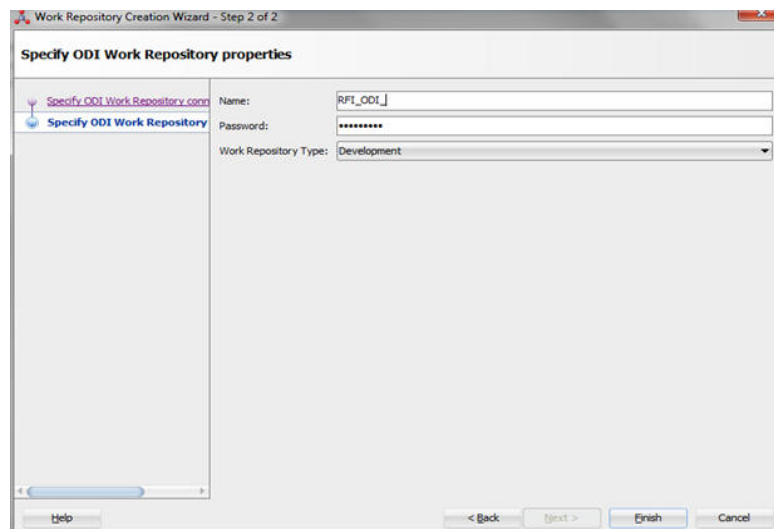 Work Repository Creation Wizard - Step 2 of 2
Specify ODI Work Repository properties
Specify ODI Work Repository conn
Specify ODI Work Repository
Name: RFI_ODI_
Password: •••••••••
Work Repository Type: Development
Help < Back Next > Finish Cancel